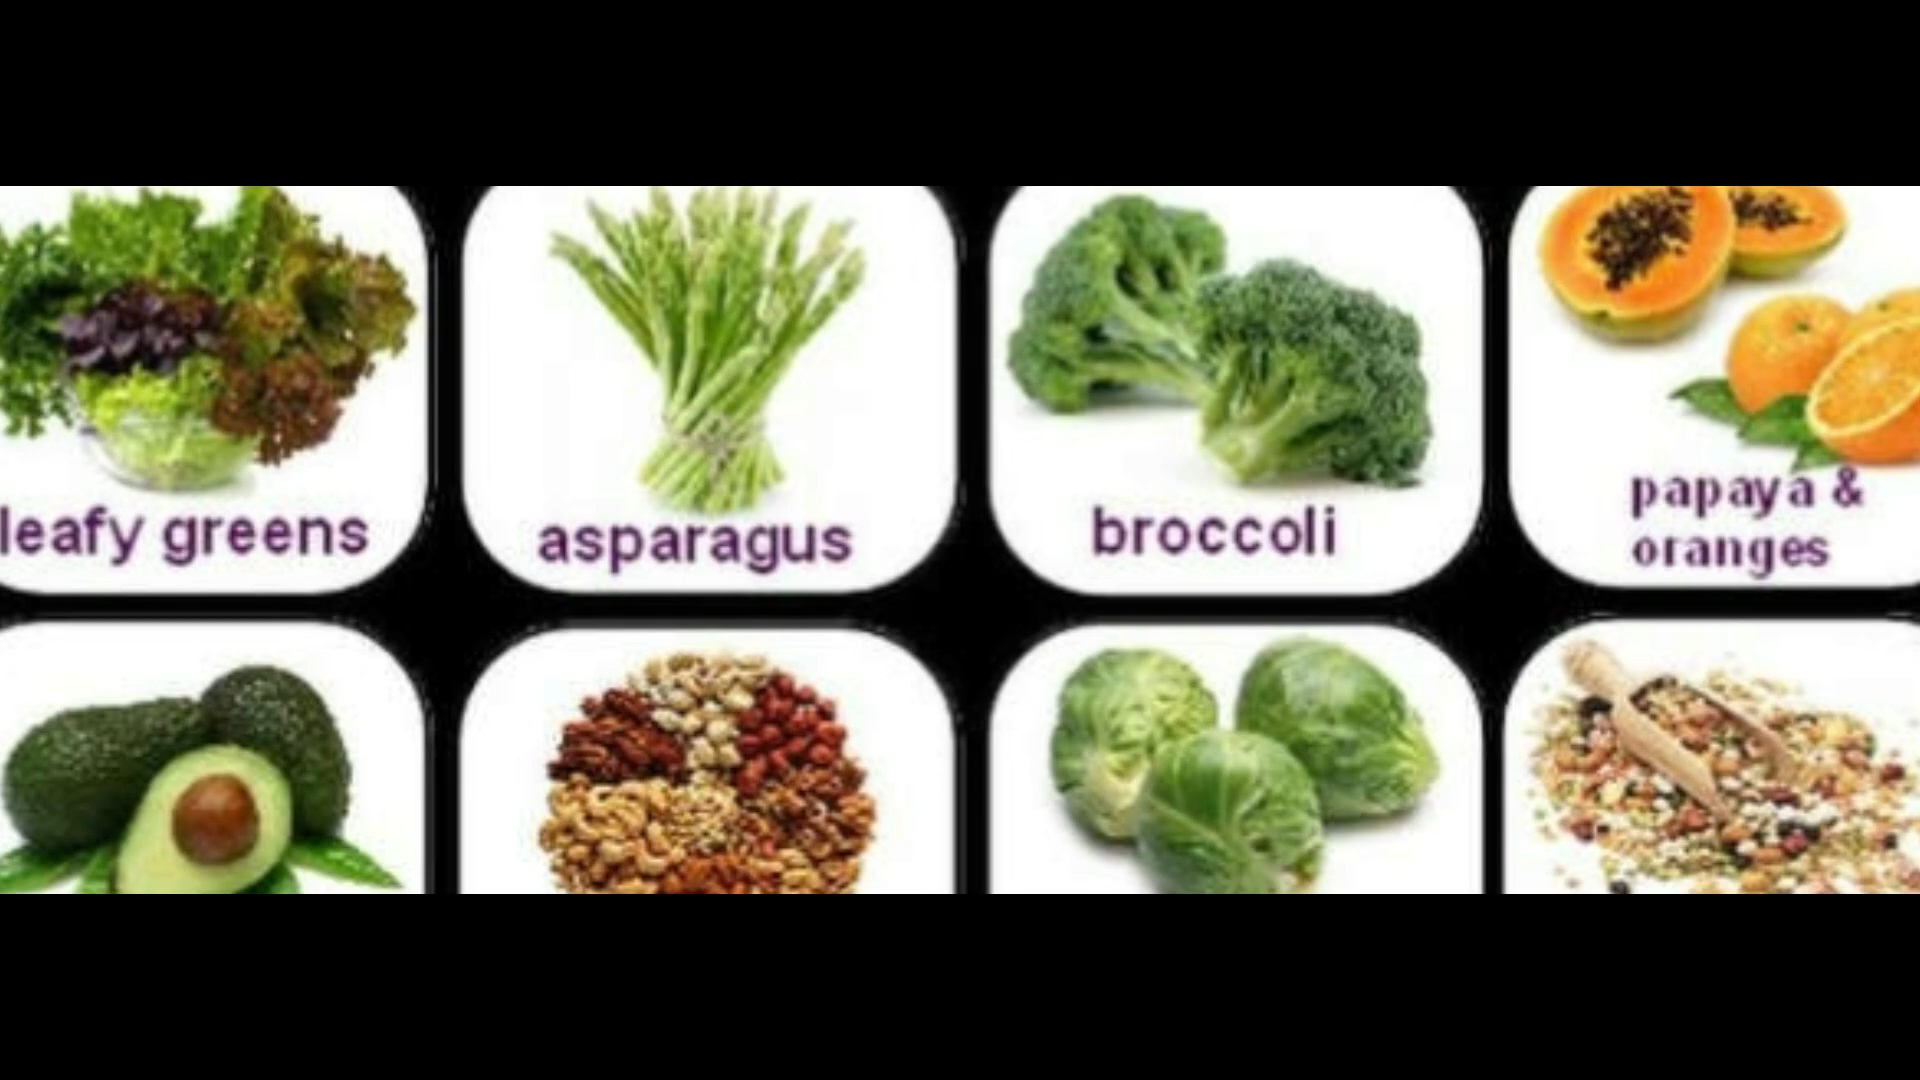 leafy greens
asparagus
broccoli
papaya &
oranges